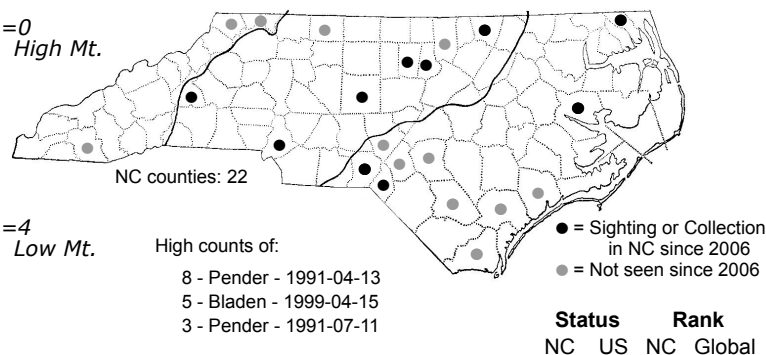 =0
High Mt.
NC counties: 22
=4
Low Mt.
High counts of:
8 - Pender - 1991-04-13
5 - Bladen - 1999-04-15
3 - Pender - 1991-07-11
● = Sighting or Collection
in NC since 2006
● = Not seen since 2006
Status Rank
NC US NC Global